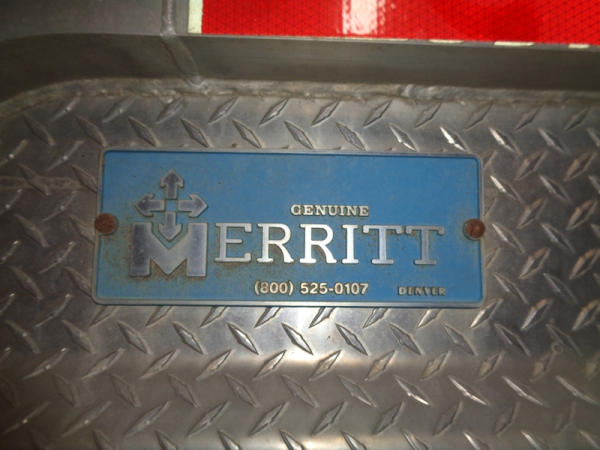 GENUINE
MERRITT
(800) 525-0107 DENVER